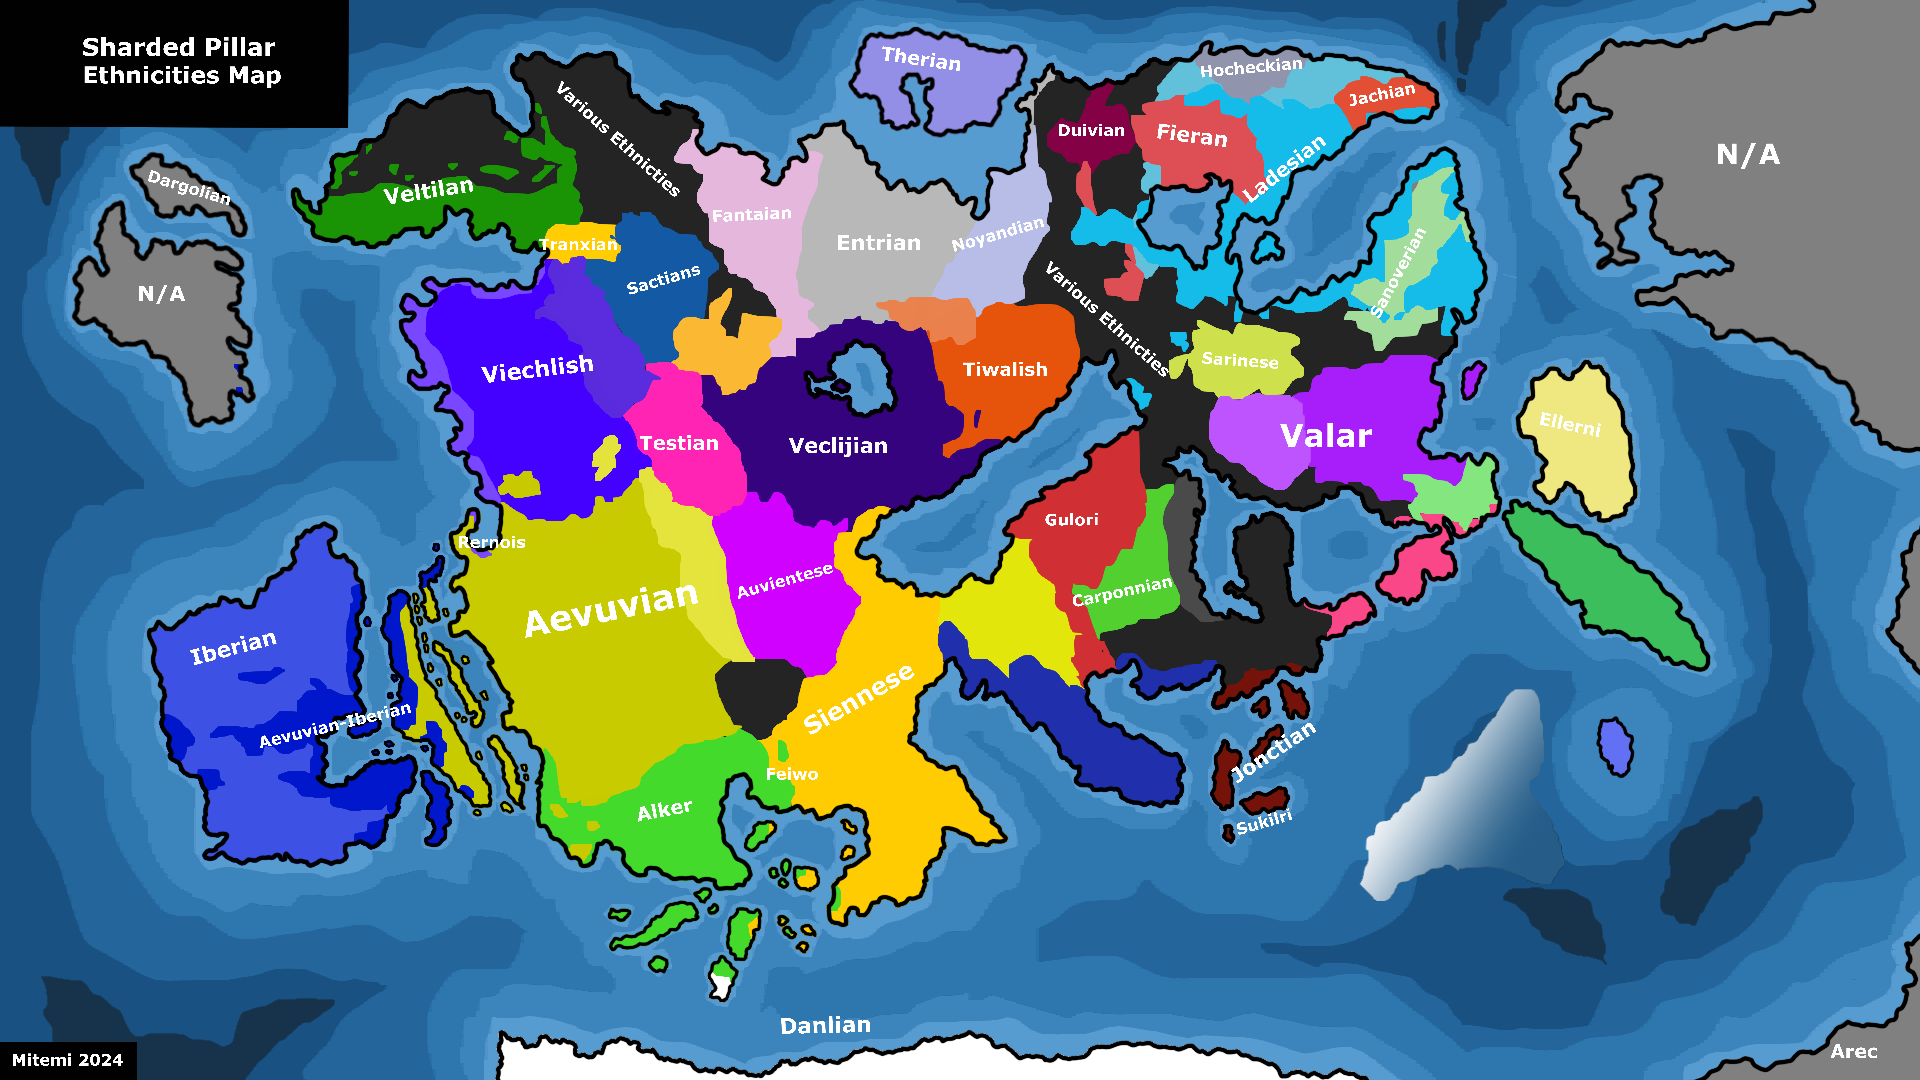 Sharded Pillar
Ethnicities Map
Therian
Hocheckian
Jachian
Various Ethnicties
Duivian
Fieran
Ladesian
N/A
Dargolian
Veltilan
Fantaian
Entrian
Noyandian
Tranxian
Sactians
Sanoverian
N/A
Various Ethnicties
Viechlish
Tiwalish
Sarinese
Testian
Veclijian
Valar
Ellerni
Rernois
Gulori
Aevuvian
Auvientese
Carponnian
Iberian
Aevuvian-Iberian
Siennese
Jonctian
Feiwo
Alker
Sukilri
Danlian
Arec
Mitemi 2024